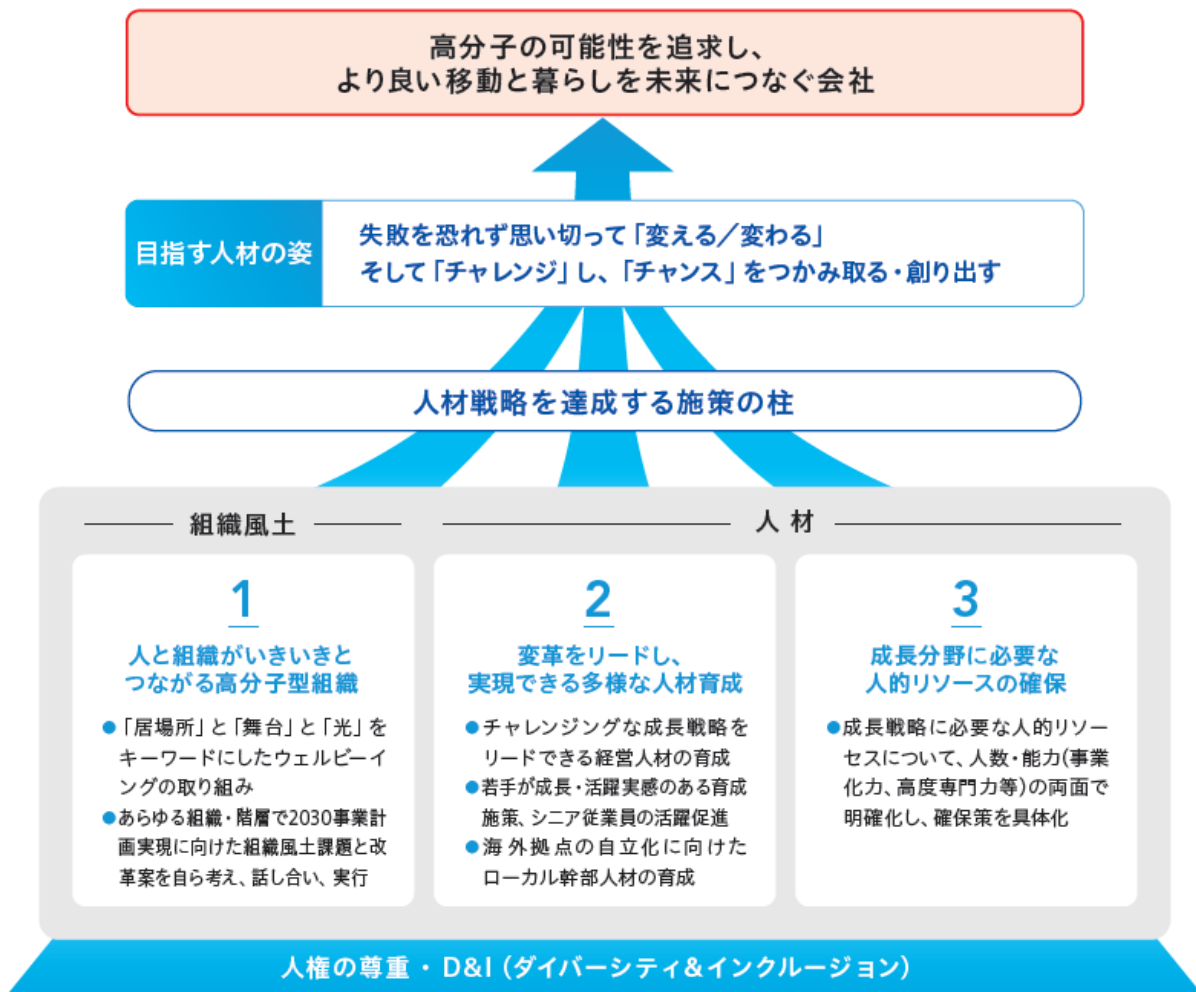 高分子の可能性を追求し、
より良い移動と暮らしを未来につなぐ会社
目指す人材の姿
失敗を恐れず思い切って「変える／変わる」
そして「チャレンジ」し、「チャンス」をつかみ取る・創り出す
人材戦略を達成する施策の柱
組織風土
人材
1
人と組織がいきいきと
つながる高分子型組織
●「居場所」と「舞台」と「光」を
キーワードにしたウェルビーイ
ングの取り組み
●あらゆる組織・階層で2030事業計
画実現に向けた組織風土課題と改
革案を自ら考え、話し合い、実行
2
変革をリードし、
実現できる多様な人材育成
●チャレンジングな成長戦略を
リードできる経営人材の育成
●若手が成長・活躍実感のある育成
施策、シニア従業員の活躍促進
●海外拠点の自立化に向けた
ローカル幹部人材の育成
3
成長分野に必要な
人的リソースの確保
●成長戦略に必要な人的リソー
セスについて、人数・能力(事業
化力、高度専門力等)の両面で
明確化し、確保策を具体化
人権の尊重・D&I（ダイバーシティ&インクルージョン）